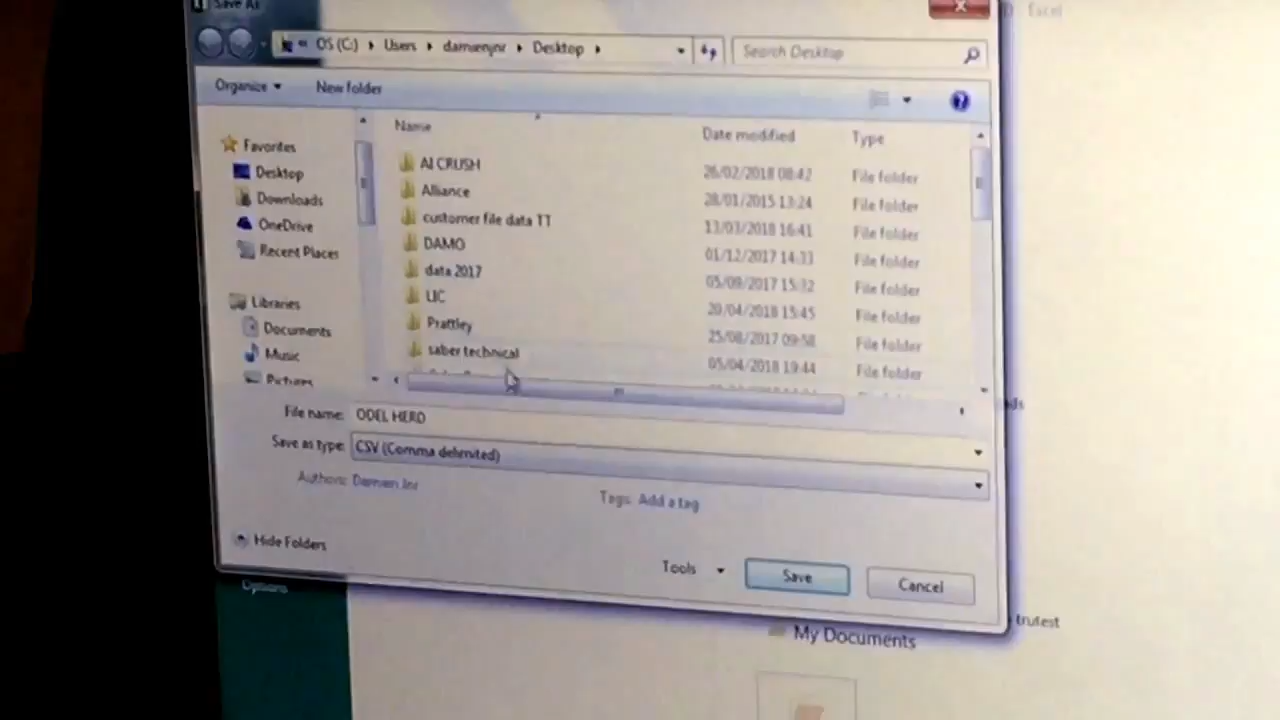 Save As
Excel
OS (C:) Users damienjnr Desktop
Search Desktop
Organize New folder
Name Date modified Type
Favorites
Desktop
Downloads
OneDrive
Recent Places
Libraries
Documents
Music
Pictures
AI CRUSH 26/02/2018 08:42 File folder
Alliance 28/01/2015 13:24 File folder
customer file data TT 13/03/2018 16:41 File folder
DAMO 01/12/2017 14:33 File folder
data 2017 05/09/2017 15:32 File folder
LIC 20/04/2018 15:45 File folder
Prattley 25/08/2017 09:58 File folder
saber technical 05/04/2018 19:44 File folder
File name: ODEL HERD
Save as type: CSV (Comma delimited)
Authors: Damien Jnr Tags: Add a tag
Hide Folders
Tools Save Cancel
Options
ds
trutest
My Documents